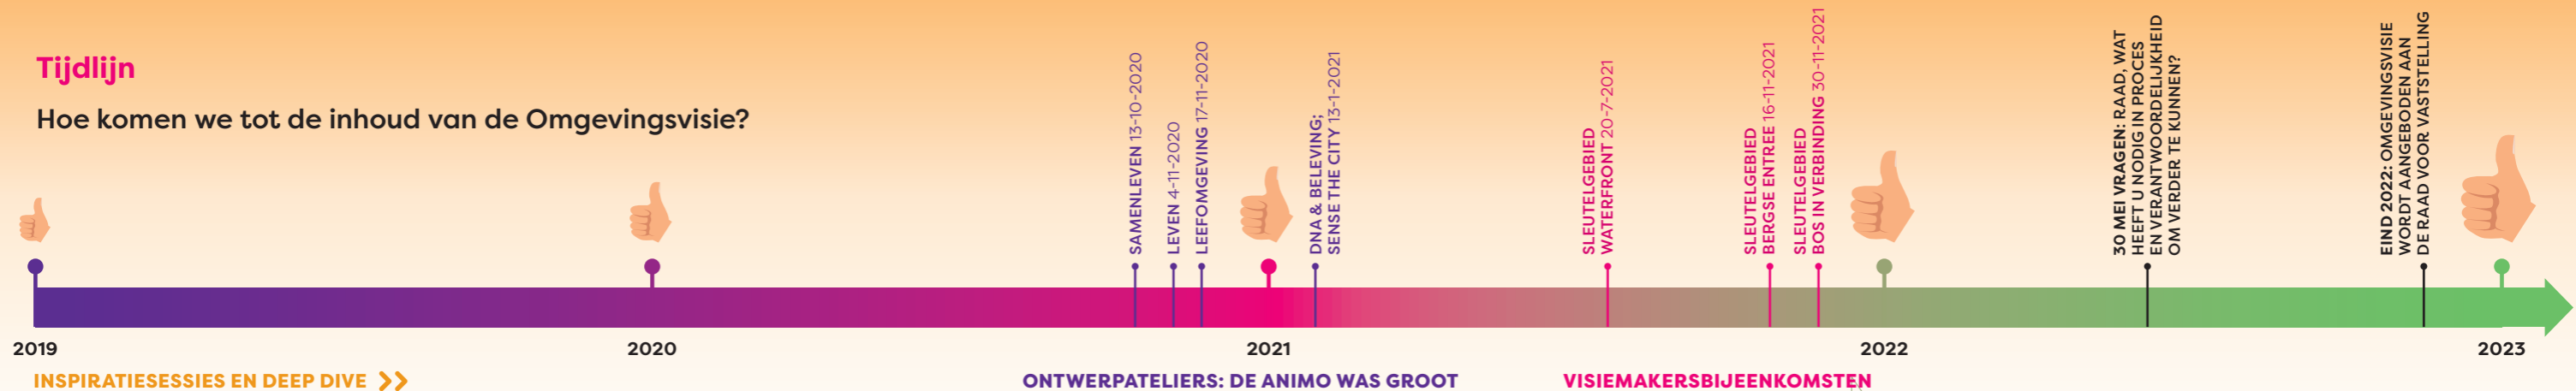 Tijdlijn
Hoe komen we tot de inhoud van de Omgevingsvisie?
SAMENLEVEN 13-10-2020
LEVEN 4-11-2020
LEEFOMGEVING 17-11-2020
DNA & BELEVING;
SENSE THE CITY 13-1-2021
SLEUTELGEBIED
WATERFRONT 20-7-2021
SLEUTELGEBIED
BERGSE ENTREE 16-11-2021
SLEUTELGEBIED
BOS IN VERBINDING 30-11-2021
30 MEI VRAGEN: RAAD, WAT
HEEFT U NODIG IN PROCES
EN VERANTWOORDELIJKHEID
OM VERDER TE KUNNEN?
EIND 2022: OMGEVINGSVISIE
WORDT AANGEBODEN AAN
DE RAAD VOOR VASTSTELLING
2019
2020
2021
2022
2023
INSPIRATIESESSIES EN DEEP DIVE
ONTWERPATELIERS: DE ANIMO WAS GROOT
VISIEMAKERSBIJEENKOMSTEN